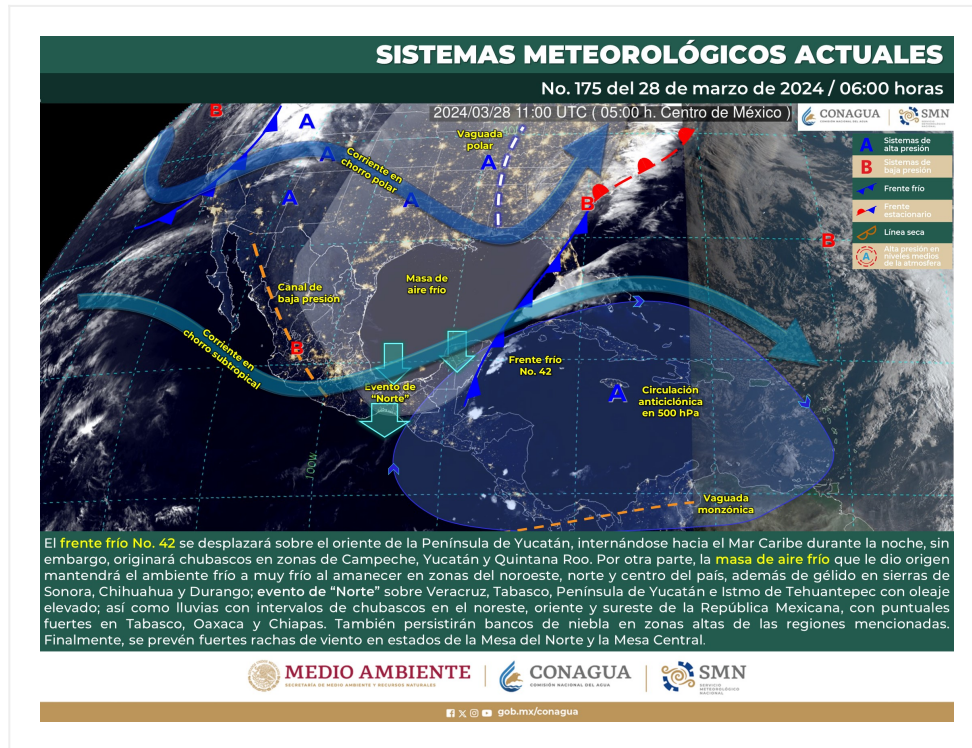 SISTEMAS METEOROLÓGICOS ACTUALES
No. 175 del 28 de marzo de 2024 / 06:00 horas
2024/03/28 11:00 UTC ( 05:00 h. Centro de México )
CONAGUA
COMISIÓN NACIONAL DEL AGUA
SMN
SERVICIO
METEOROLÓGICO
NACIONAL
A
Sistemas de
alta presión
B
Sistemas de
baja presión
Frente frío
Frente
estacionario
Línea seca
A
Alta presión en
niveles medios
de la atmosfera
B
A
A
A
A
A
Vaguada
polar
Corriente en
chorro polar
B
B
Canal de
baja presión
Masa de
aire frío
Corriente en
chorro subtropical
B
Evento de
“Norte”
Frente frío
No. 42
A
Circulación
anticiclónica
en 500 hPa
100W
Vaguada
monzónica
El frente frío No. 42 se desplazará sobre el oriente de la Península de Yucatán, internándose hacia el Mar Caribe durante la noche, sin
embargo, originará chubascos en zonas de Campeche, Yucatán y Quintana Roo. Por otra parte, la masa de aire frío que le dio origen
mantendrá el ambiente frío a muy frío al amanecer en zonas del noroeste, norte y centro del país, además de gélido en sierras de
Sonora, Chihuahua y Durango; evento de “Norte” sobre Veracruz, Tabasco, Península de Yucatán e Istmo de Tehuantepec con oleaje
elevado; así como lluvias con intervalos de chubascos en el noreste, oriente y sureste de la República Mexicana, con puntuales
fuertes en Tabasco, Oaxaca y Chiapas. También persistirán bancos de niebla en zonas altas de las regiones mencionadas.
Finalmente, se prevén fuertes rachas de viento en estados de la Mesa del Norte y la Mesa Central.
MEDIO AMBIENTE
SECRETARÍA DE MEDIO AMBIENTE Y RECURSOS NATURALES
CONAGUA
COMISIÓN NACIONAL DEL AGUA
SMN
SERVICIO
METEOROLÓGICO
NACIONAL
gob.mx/conagua